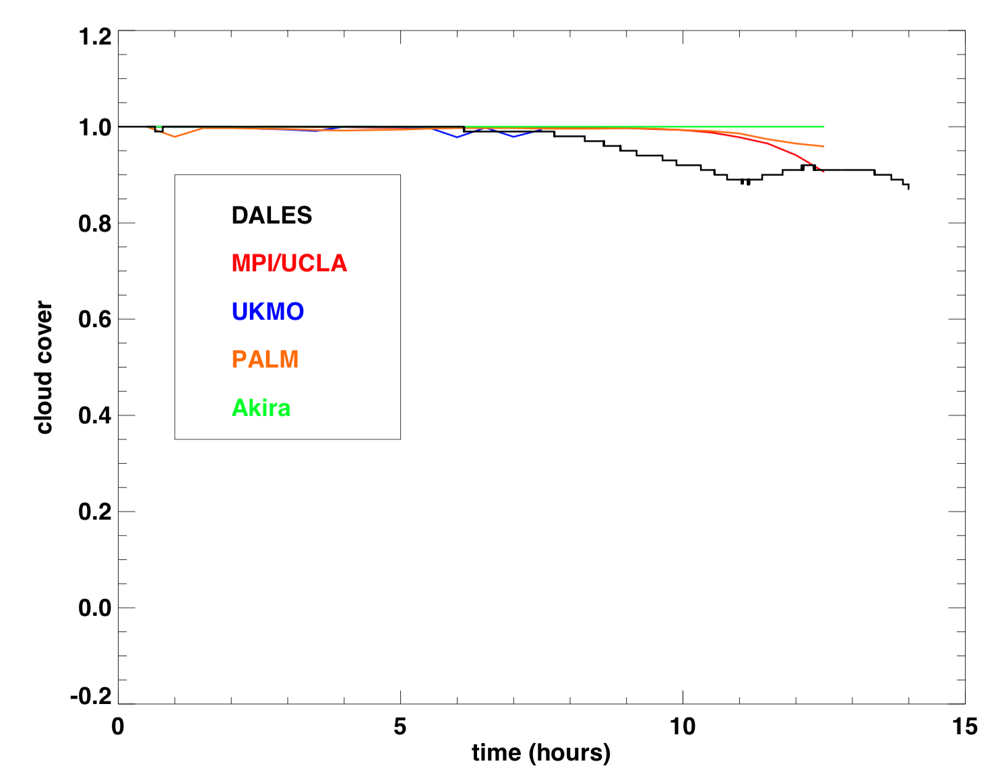 1.2
1.0
0.8
0.6
0.4
0.2
0.0
-0.2
cloud cover
DALES
MPI/UCLA
UKMO
PALM
Akira
0 5 10 15
time (hours)